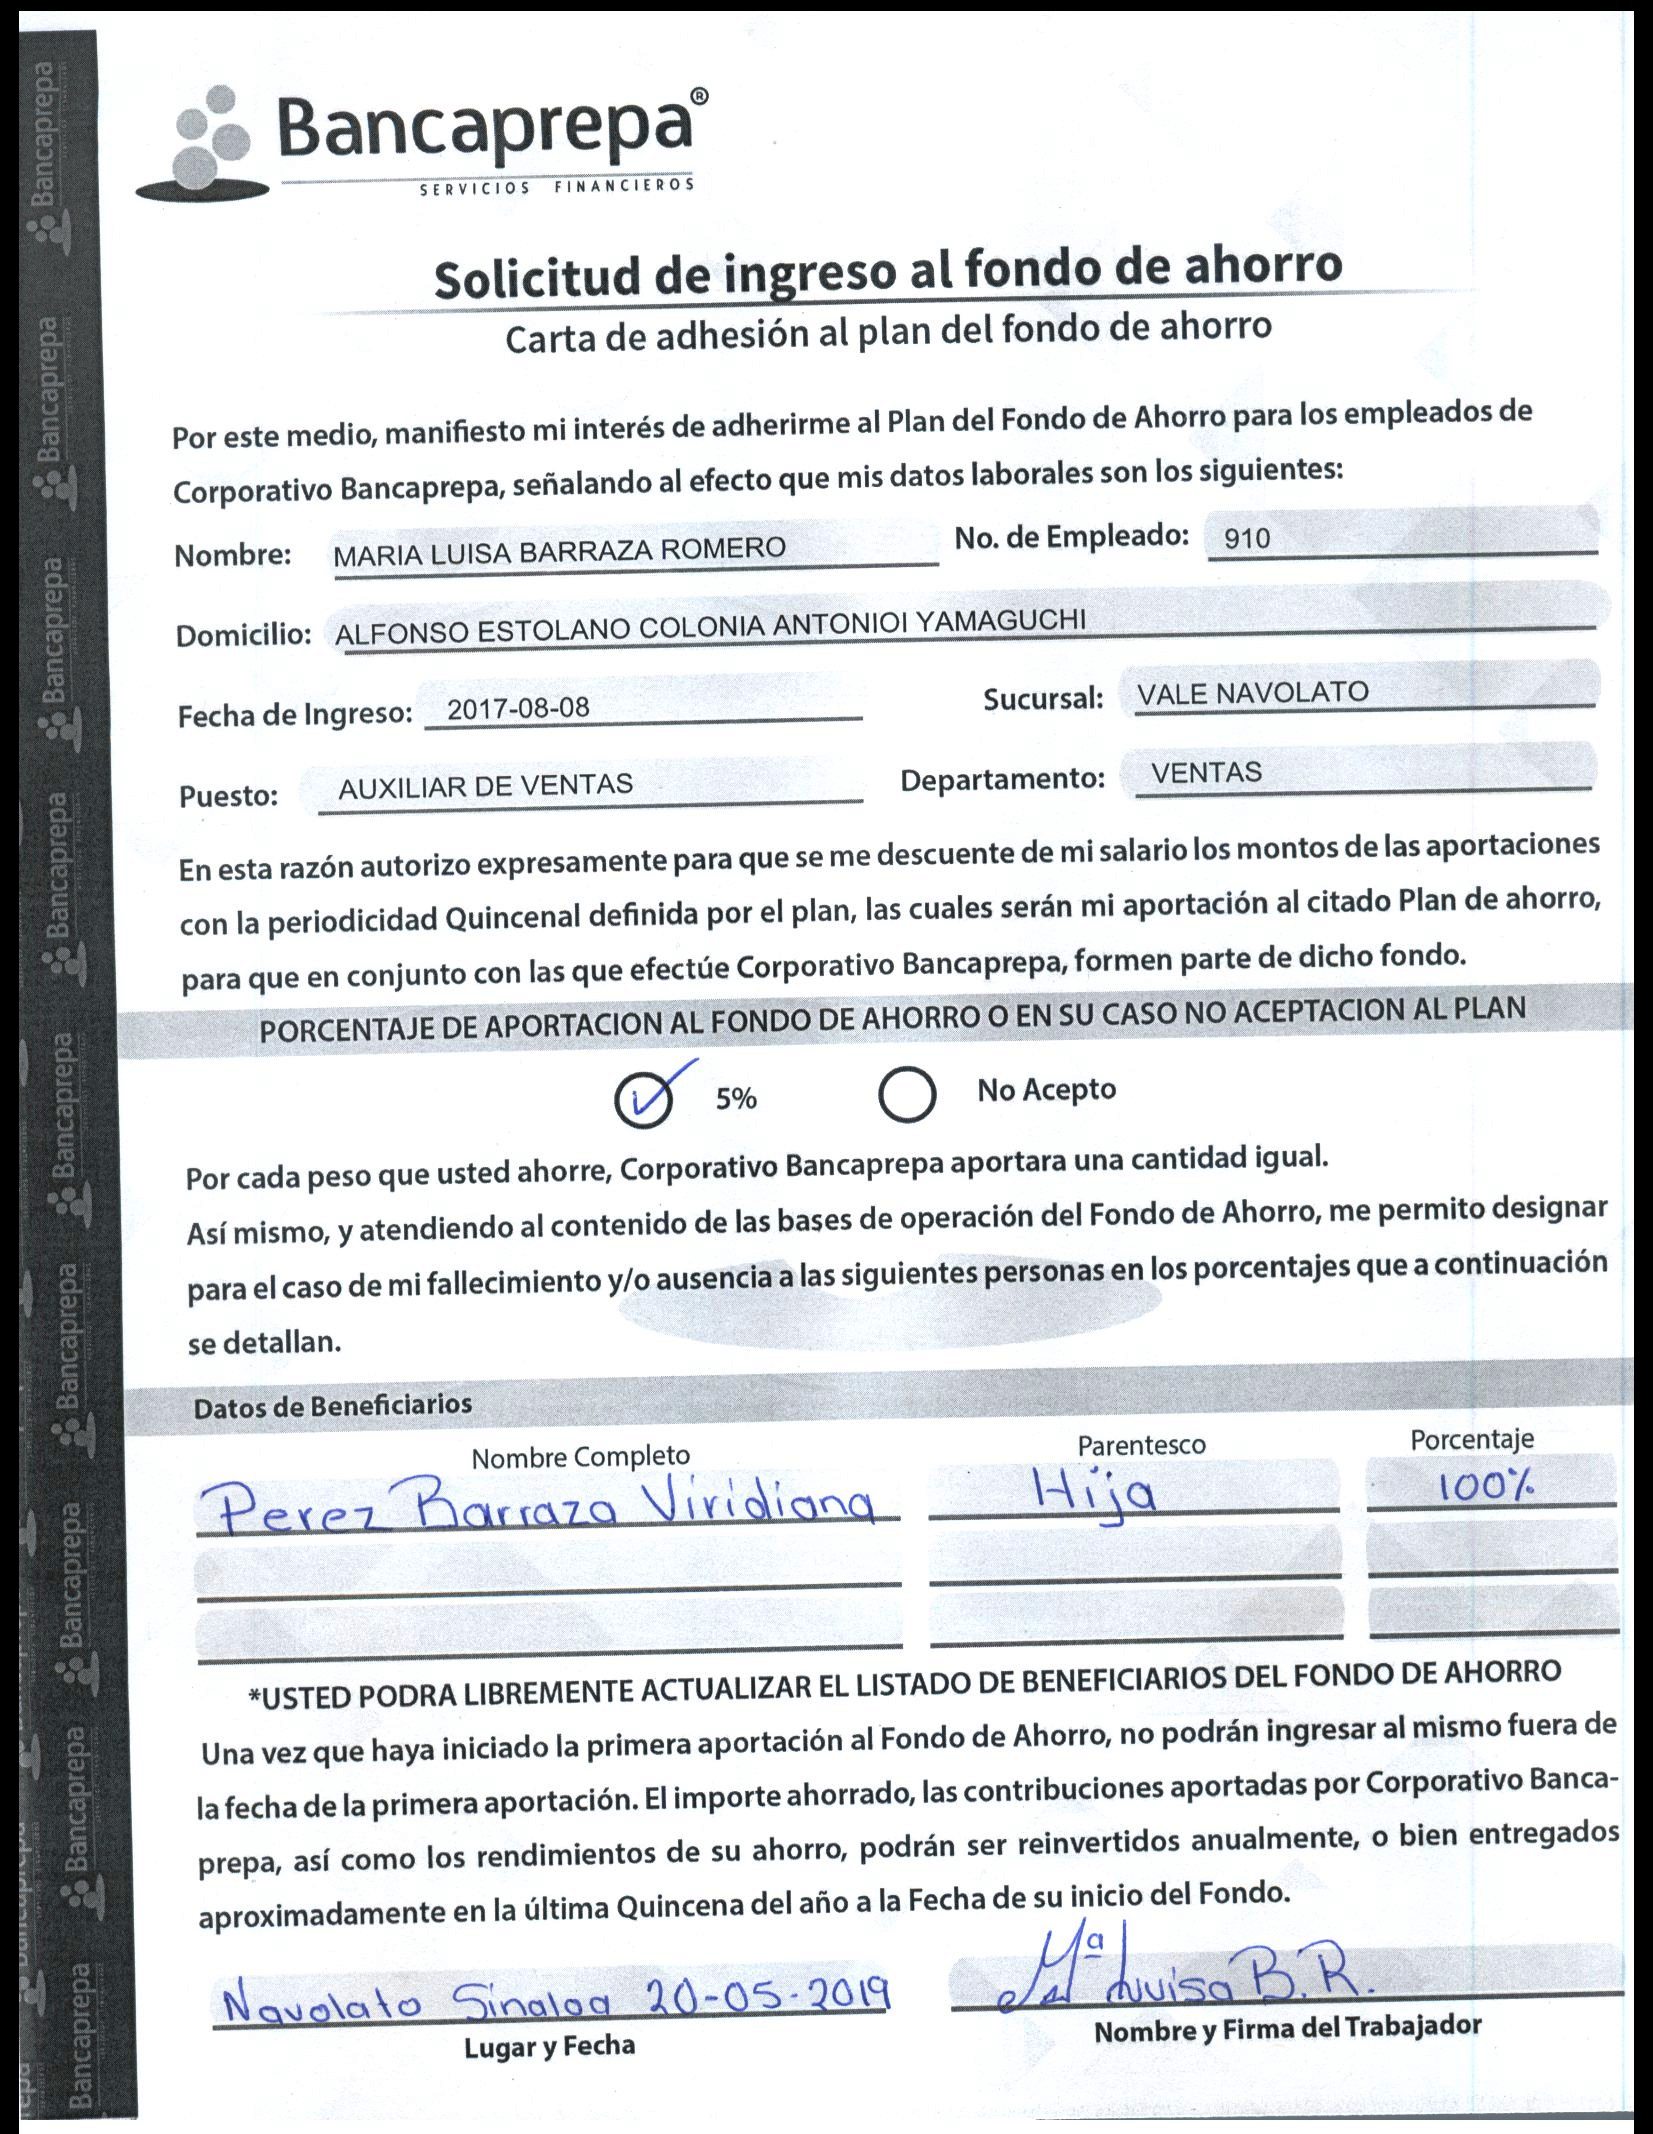 Bancaprepa®
SERVICIOS FINANCIEROS
Solicitud de ingreso al fondo de ahorro
Carta de adhesión al plan del fondo de ahorro
Por este medio, manifiesto mi interés de adherirme al Plan del Fondo de Ahorro para los empleados de
Corporativo Bancaprepa, señalando al efecto que mis datos laborales son los siguientes:
Nombre: MARIA LUISA BARRAZA ROMERO No. de Empleado: 910
Domicilio: ALFONSO ESTOLANO COLONIA ANTONIOI YAMAGUCHI
Fecha de Ingreso: 2017-08-08 Sucursal: VALE NAVOLATO
Puesto: AUXILIAR DE VENTAS Departamento: VENTAS
En esta razón autorizo expresamente para que se me descuente de mi salario los montos de las aportaciones
con la periodicidad Quincenal definida por el plan, las cuales serán mi aportación al citado Plan de ahorro,
para que en conjunto con las que efectúe Corporativo Bancaprepa, formen parte de dicho fondo.
PORCENTAJE DE APORTACION AL FONDO DE AHORRO O EN SU CASO NO ACEPTACION AL PLAN
5% No Acepto
Por cada peso que usted ahorre, Corporativo Bancaprepa aportara una cantidad igual.
Así mismo, y atendiendo al contenido de las bases de operación del Fondo de Ahorro, me permito designar
para el caso de mi fallecimiento y/o ausencia a las siguientes personas en los porcentajes que a continuación
se detallan.
Datos de Beneficiarios
Nombre Completo Parentesco Porcentaje
Perez Barraza Viridiana Hija 100%
*USTED PODRA LIBREMENTE ACTUALIZAR EL LISTADO DE BENEFICIARIOS DEL FONDO DE AHORRO
Una vez que haya iniciado la primera aportación al Fondo de Ahorro, no podrán ingresar al mismo fuera de
la fecha de la primera aportación. El importe ahorrado, las contribuciones aportadas por Corporativo Banca-
prepa, así como los rendimientos de su ahorro, podrán ser reinvertidos anualmente, o bien entregados
aproximadamente en la última Quincena del año a la Fecha de su inicio del Fondo.
Navolato Sinaloa 20-05-2019 Mª Luisa B.R.
Lugar y Fecha Nombre y Firma del Trabajador
Bancaprepa
Bancaprepa
Bancaprepa
Bancaprepa
Bancaprepa
Bancaprepa
Bancaprepa
Bancaprepa
Bancaprepa